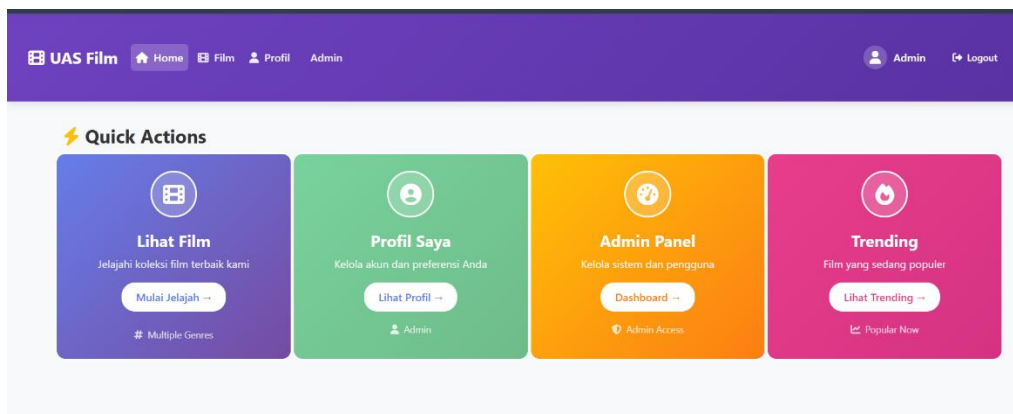 UAS Film Home Film Profil Admin Admin Logout
Quick Actions
Lihat Film
Jelajahi koleksi film terbaik kami
Mulai Jelajah →
# Multiple Genres
Profil Saya
Kelola akun dan preferensi Anda
Lihat Profil →
Admin
Admin Panel
Kelola sistem dan pengguna
Dashboard →
Admin Access
Trending
Film yang sedang populer
Lihat Trending →
Popular Now